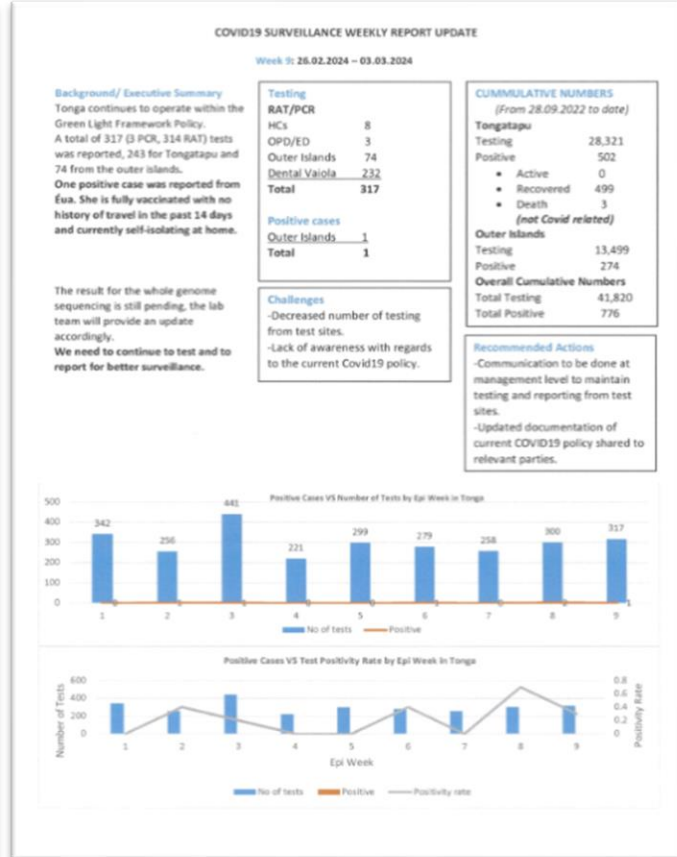 COVID19 SURVEILLANCE WEEKLY REPORT UPDATE
Week 9: 26.02.2024 – 03.03.2024
Background/ Executive Summary
Tonga continues to operate within the
Green Light Framework Policy.
A total of 317 (3 PCR, 314 RAT) tests
was reported, 243 for Tongatapu and
74 from the outer islands.
One positive case was reported from
Éua. She is fully vaccinated with no
history of travel in the past 14 days
and currently self-isolating at home.
The result for the whole genome
sequencing is still pending, the lab
team will provide an update
accordingly.
We need to continue to test and to
report for better surveillance.
Testing
RAT/PCR
HCs 8
OPD/ED 3
Outer Islands 74
Dental Vaiola 232
Total 317
Positive cases
Outer Islands 1
Total 1
Challenges
-Decreased number of testing
from test sites.
-Lack of awareness with regards
to the current Covid19 policy.
CUMMULATIVE NUMBERS
(From 28.09.2022 to date)
Tongatapu
Testing 28,321
Positive 502
• Active 0
• Recovered 499
• Death 3
(not Covid related)
Outer Islands
Testing 13,499
Positive 274
Overall Cumulative Numbers
Total Testing 41,820
Total Positive 776
Recommended Actions
-Communication to be done at
management level to maintain
testing and reporting from test
sites.
-Updated documentation of
current COVID19 policy shared to
relevant parties.
Positive Cases VS Number of Tests by Epi Week in Tonga
500
400
300
200
100
0
342 256 441 221 299 279 258 300 317
1 2 3 4 5 6 7 8 9
No of tests Positive
Positive Cases VS Test Positivity Rate by Epi Week in Tonga
Number of Tests
600
400
200
0
0.8
0.6
0.4
0.2
0
Positivity Rate
1 2 3 4 5 6 7 8 9
Epi Week
No of tests Positive Positivity rate